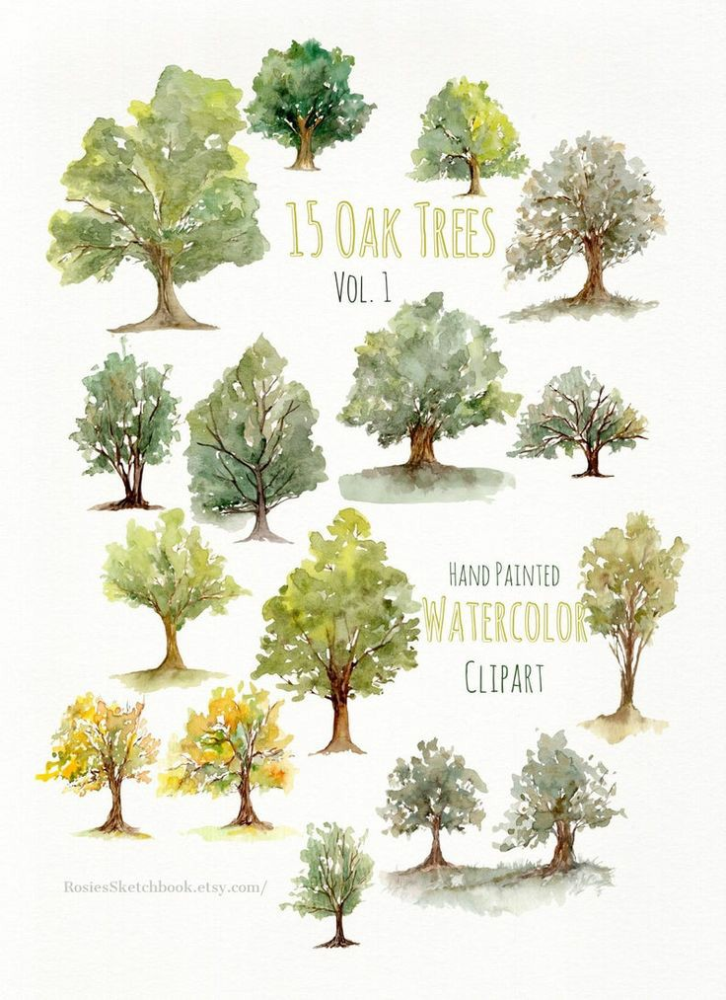 15 Oak Trees
Vol. 1
Hand Painted
Watercolor
Clipart
RosiesSketchbook.etsy.com/